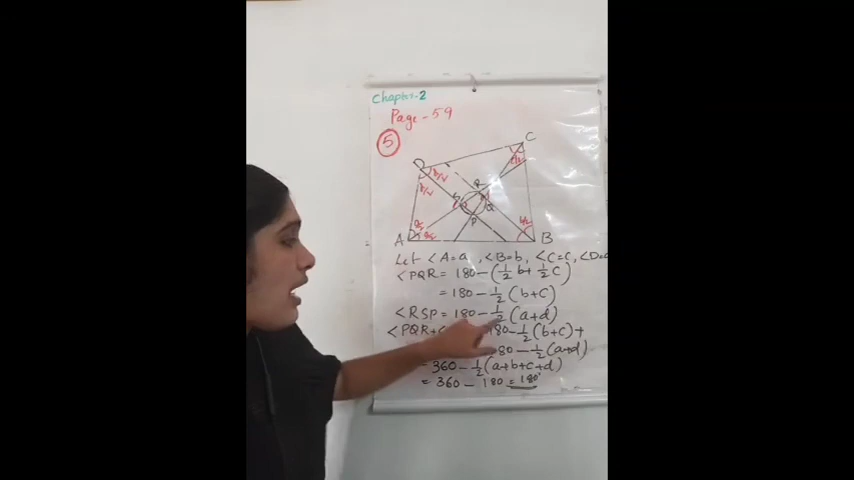 Chapter-2
Page - 59
5
C
D
R
S
Q
P
A
B
Let <A=a, <B=b, <C=c, <D=
<PQR = 180 - (1/2 b + 1/2 c)
= 180 - 1/2 (b+c)
<RSP = 180 - 1/2 (a+d)
<PQR+ 180 - 1/2 (b+c) +
80 - 1/2 (a+d)
= 360 - 1/2 (a+b+c+d)
= 360 - 180 = 180°